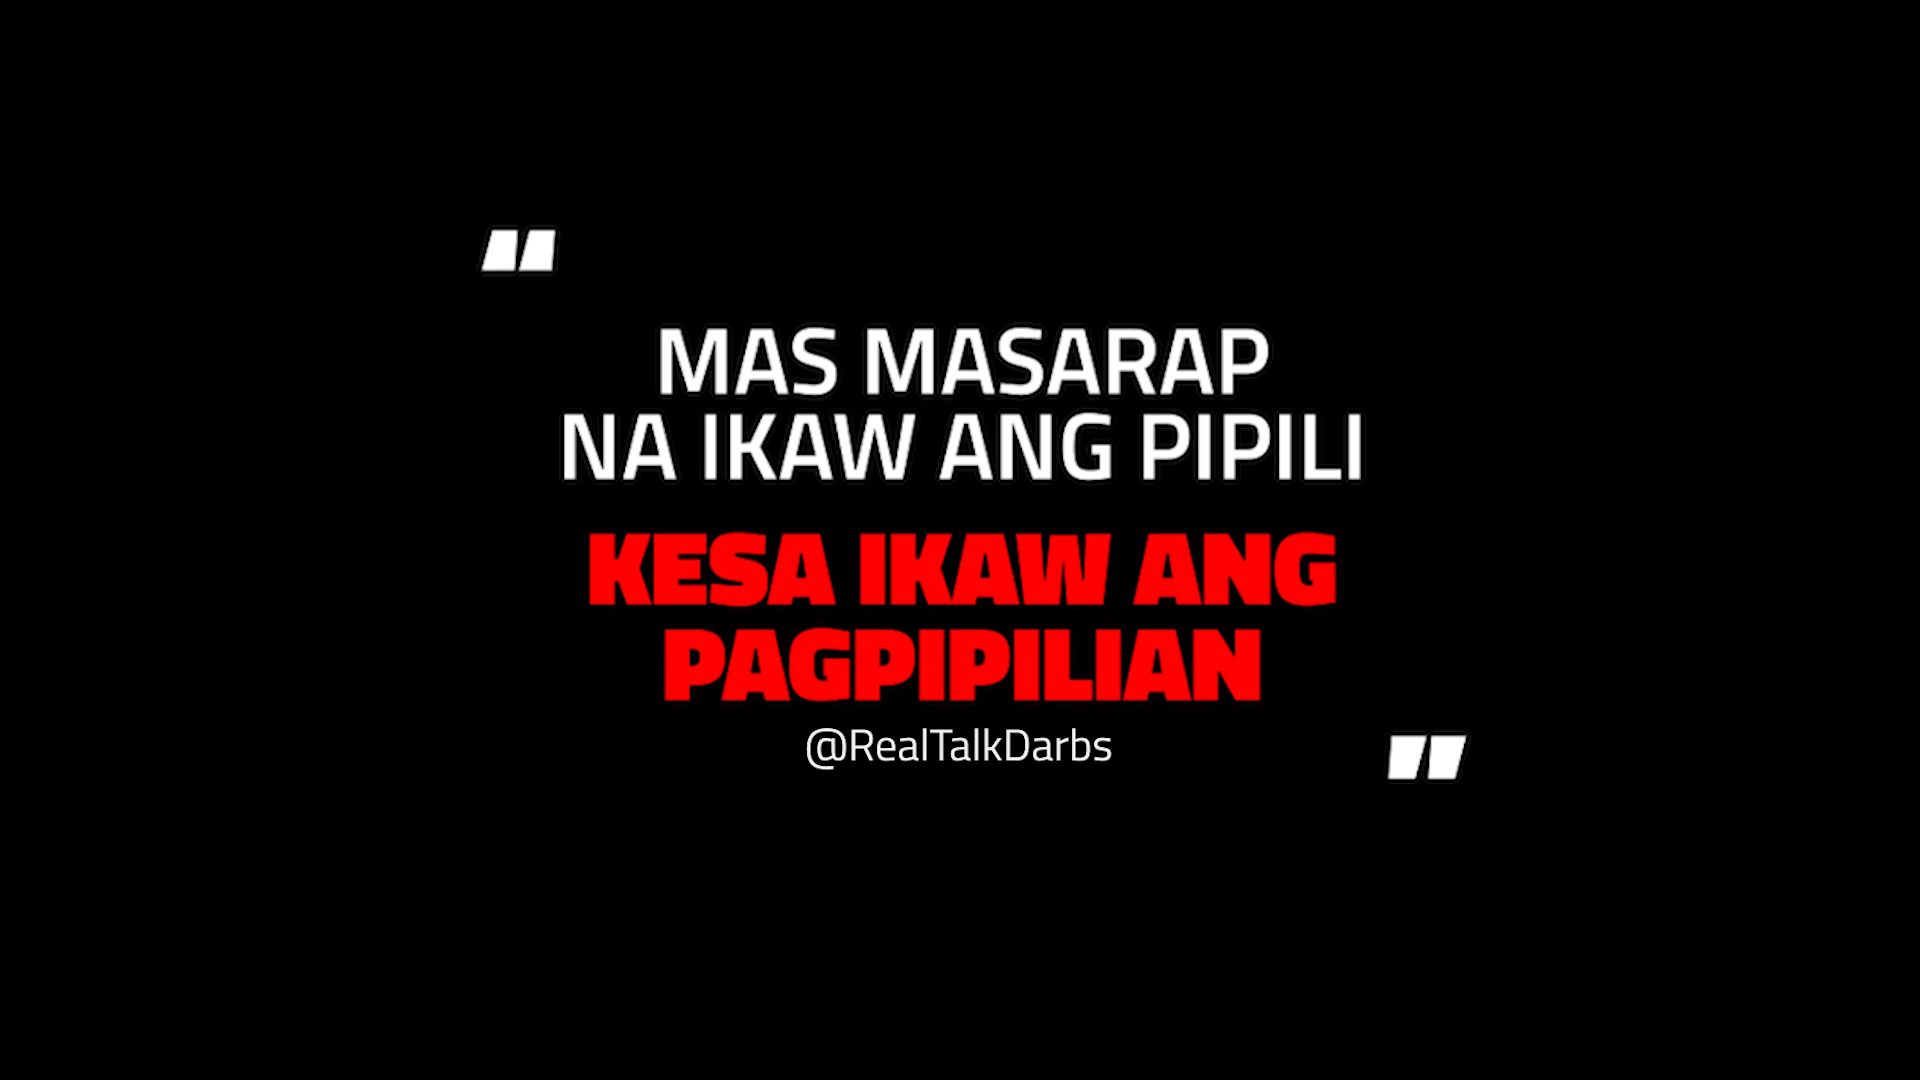 "
MAS MASARAP
NA IKAW ANG PIPILI
KESA IKAW ANG
PAGPIPILIAN
@RealTalkDarbs
"